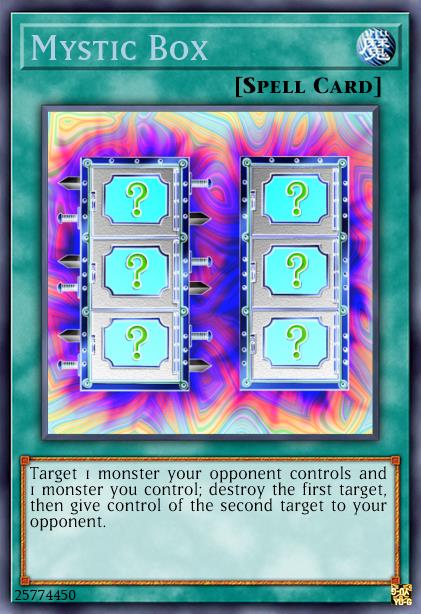 Mystic Box
魔
[Spell Card]
? ?
? ?
? ?
Target 1 monster your opponent controls and
1 monster you control; destroy the first target,
then give control of the second target to your
opponent.
25774450